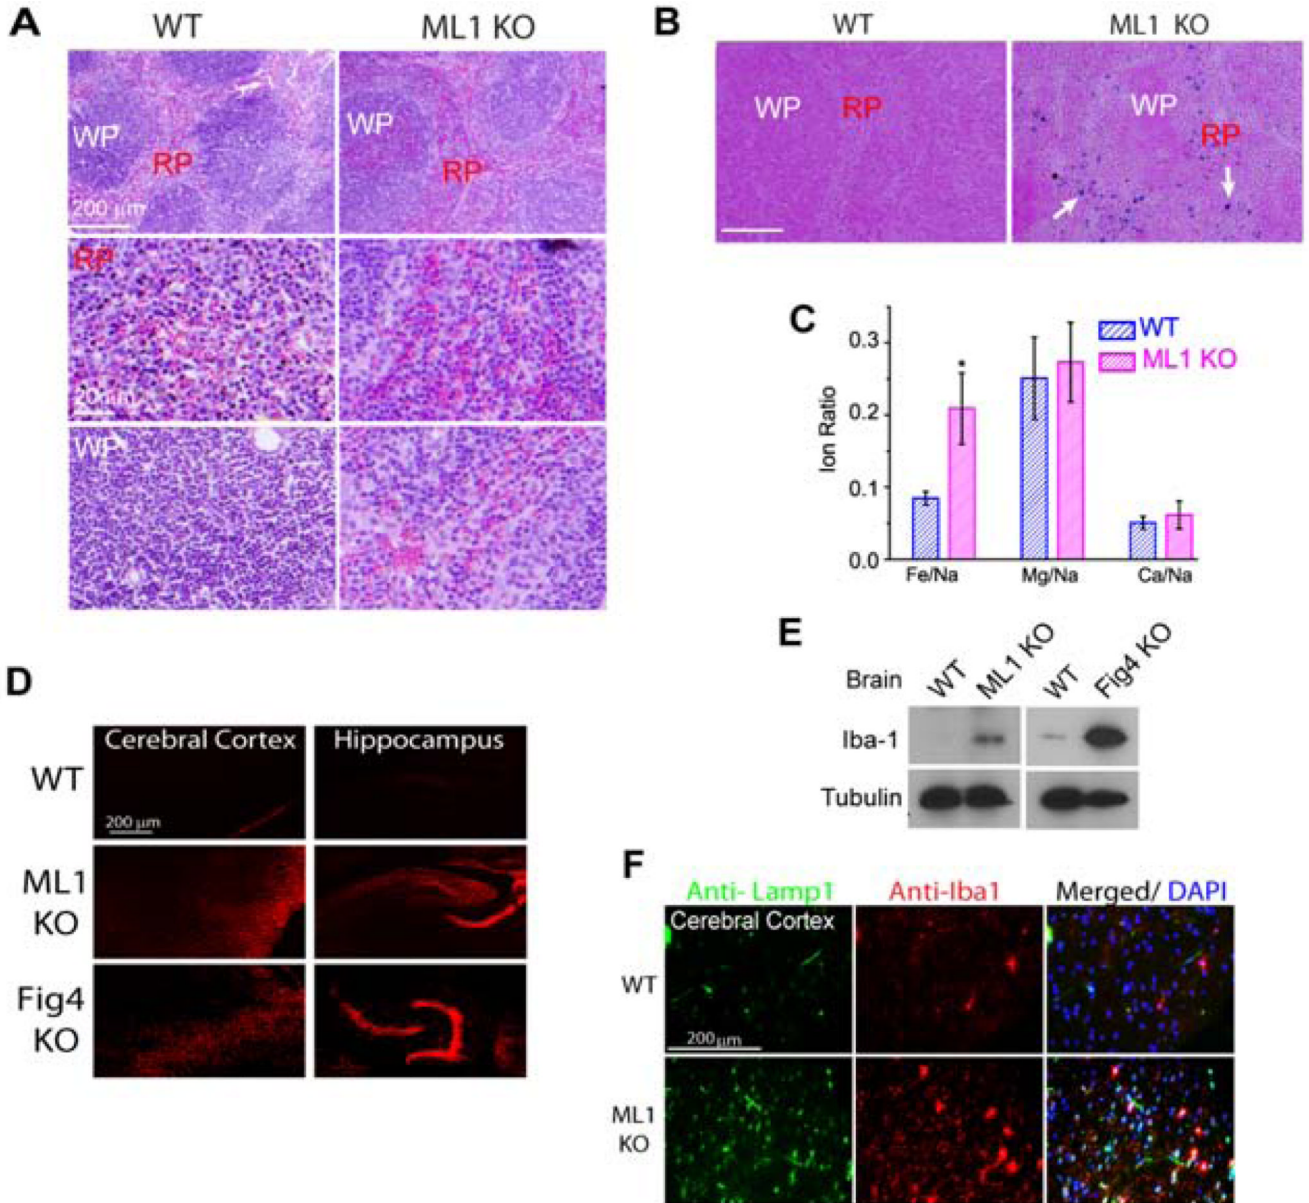 A
WT
ML1 KO
WP
RP
200 μm
WP
RP
RP
20μm
WP
B
WT
ML1 KO
WP
RP
WP
RP
C
Ion Ratio
0.3
0.2
0.1
0.0
*
WT
ML1 KO
Fe/Na
Mg/Na
Ca/Na
D
Cerebral Cortex
Hippocampus
WT
200 μm
ML1
KO
Fig4
KO
E
Brain
WT
ML1 KO
WT
Fig4 KO
Iba-1
Tubulin
F
Anti- Lamp1
Anti-Iba1
Merged/ DAPI
Cerebral Cortex
WT
200μm
ML1
KO